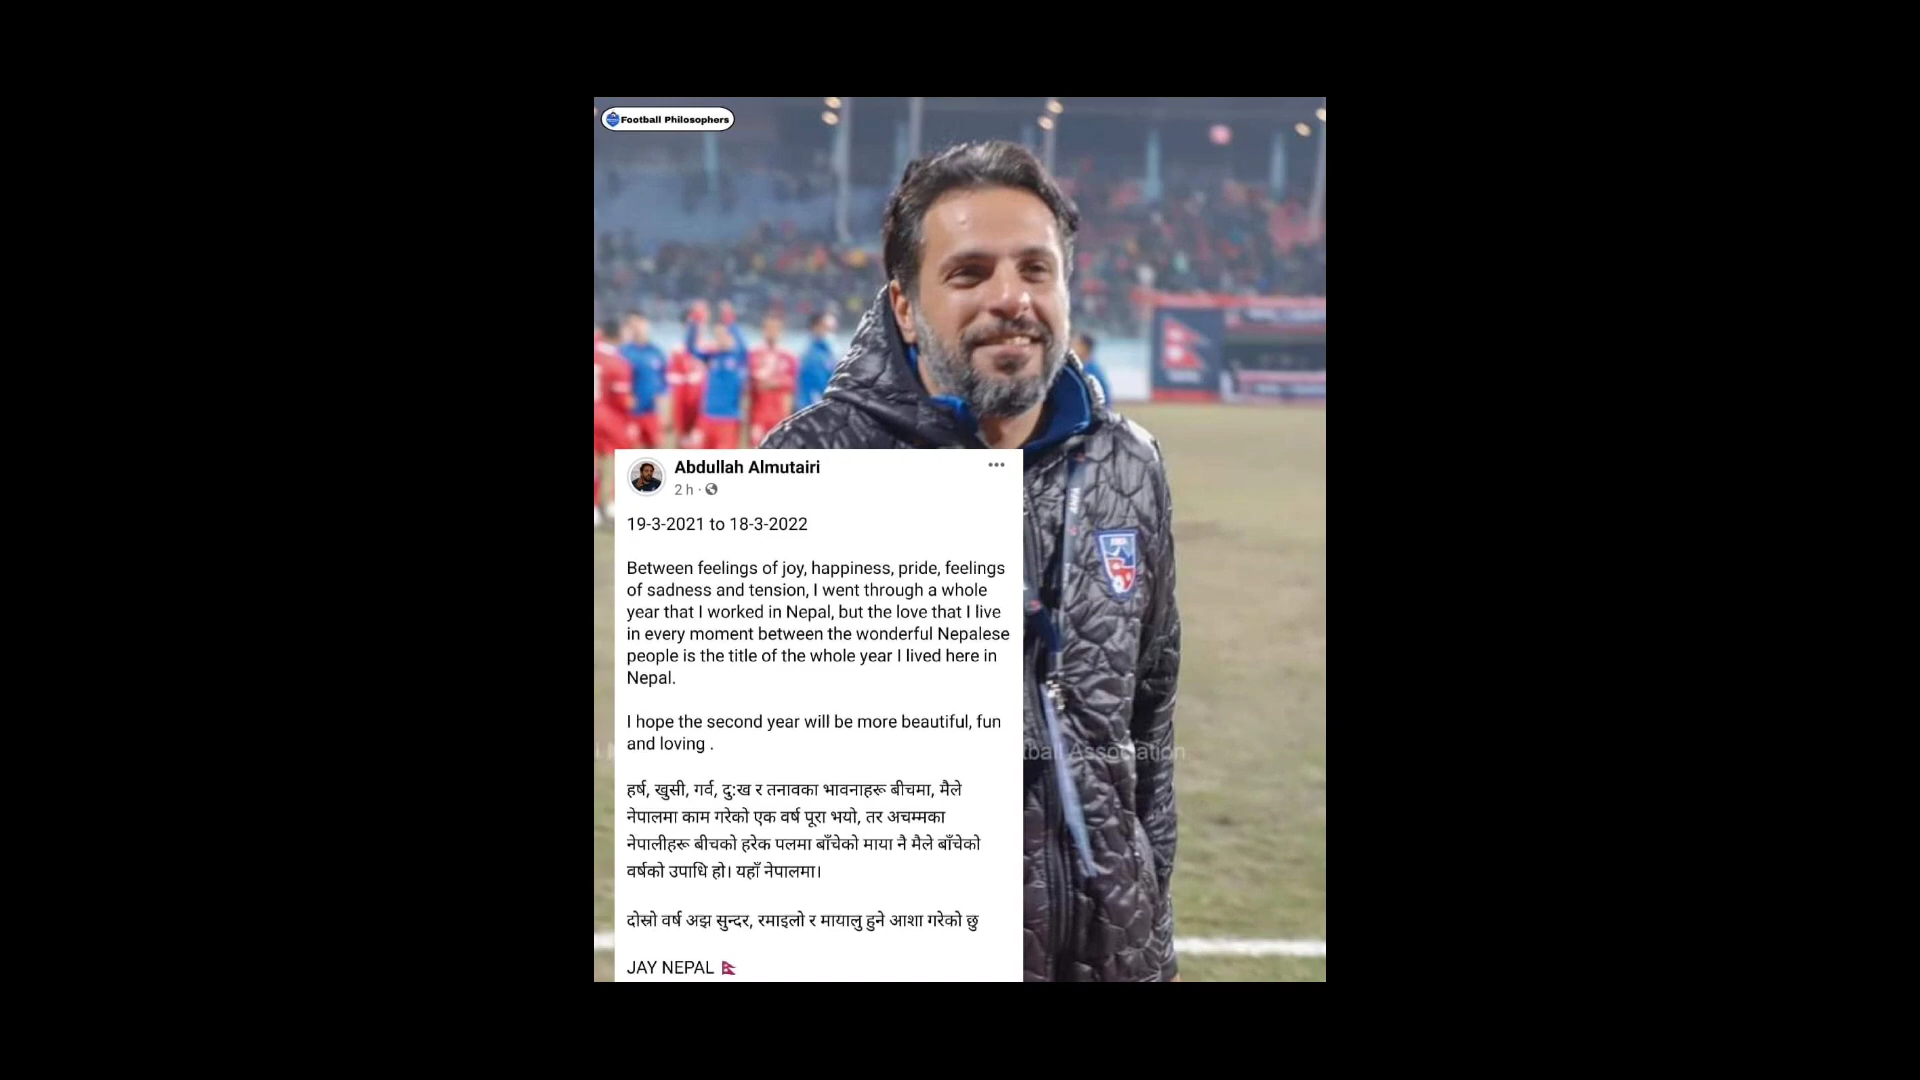 Football Philosophers
Abdullah Almutairi
2 h ·
19-3-2021 to 18-3-2022
Between feelings of joy, happiness, pride, feelings
of sadness and tension, I went through a whole
year that I worked in Nepal, but the love that I live
in every moment between the wonderful Nepalese
people is the title of the whole year I lived here in
Nepal.
I hope the second year will be more beautiful, fun
and loving .
हर्ष, खुसी, गर्व, दु:ख र तनावका भावनाहरू बीचमा, मैले
नेपालमा काम गरेको एक वर्ष पूरा भयो, तर अचम्मका
नेपालीहरू बीचको हरेक पलमा बाँचेको माया नै मैले बाँचेको
वर्षको उपाधि हो। यहाँ नेपालमा।
दोस्रो वर्ष अझ सुन्दर, रमाइलो र मायालु हुने आशा गरेको छु
JAY NEPAL
Association